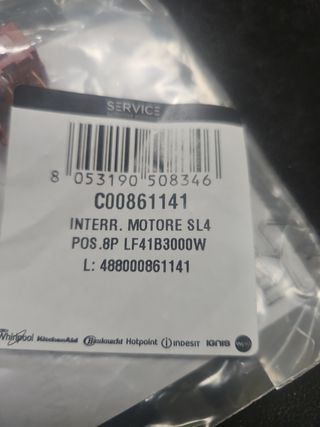 SERVICE
8 053190 508346
C00861141
INTERR. MOTORE SL4
POS.8P LF41B3000W
L: 488000861141
Whirlpool KitchenAid Bauknecht Hotpoint INDESIT IGNIS